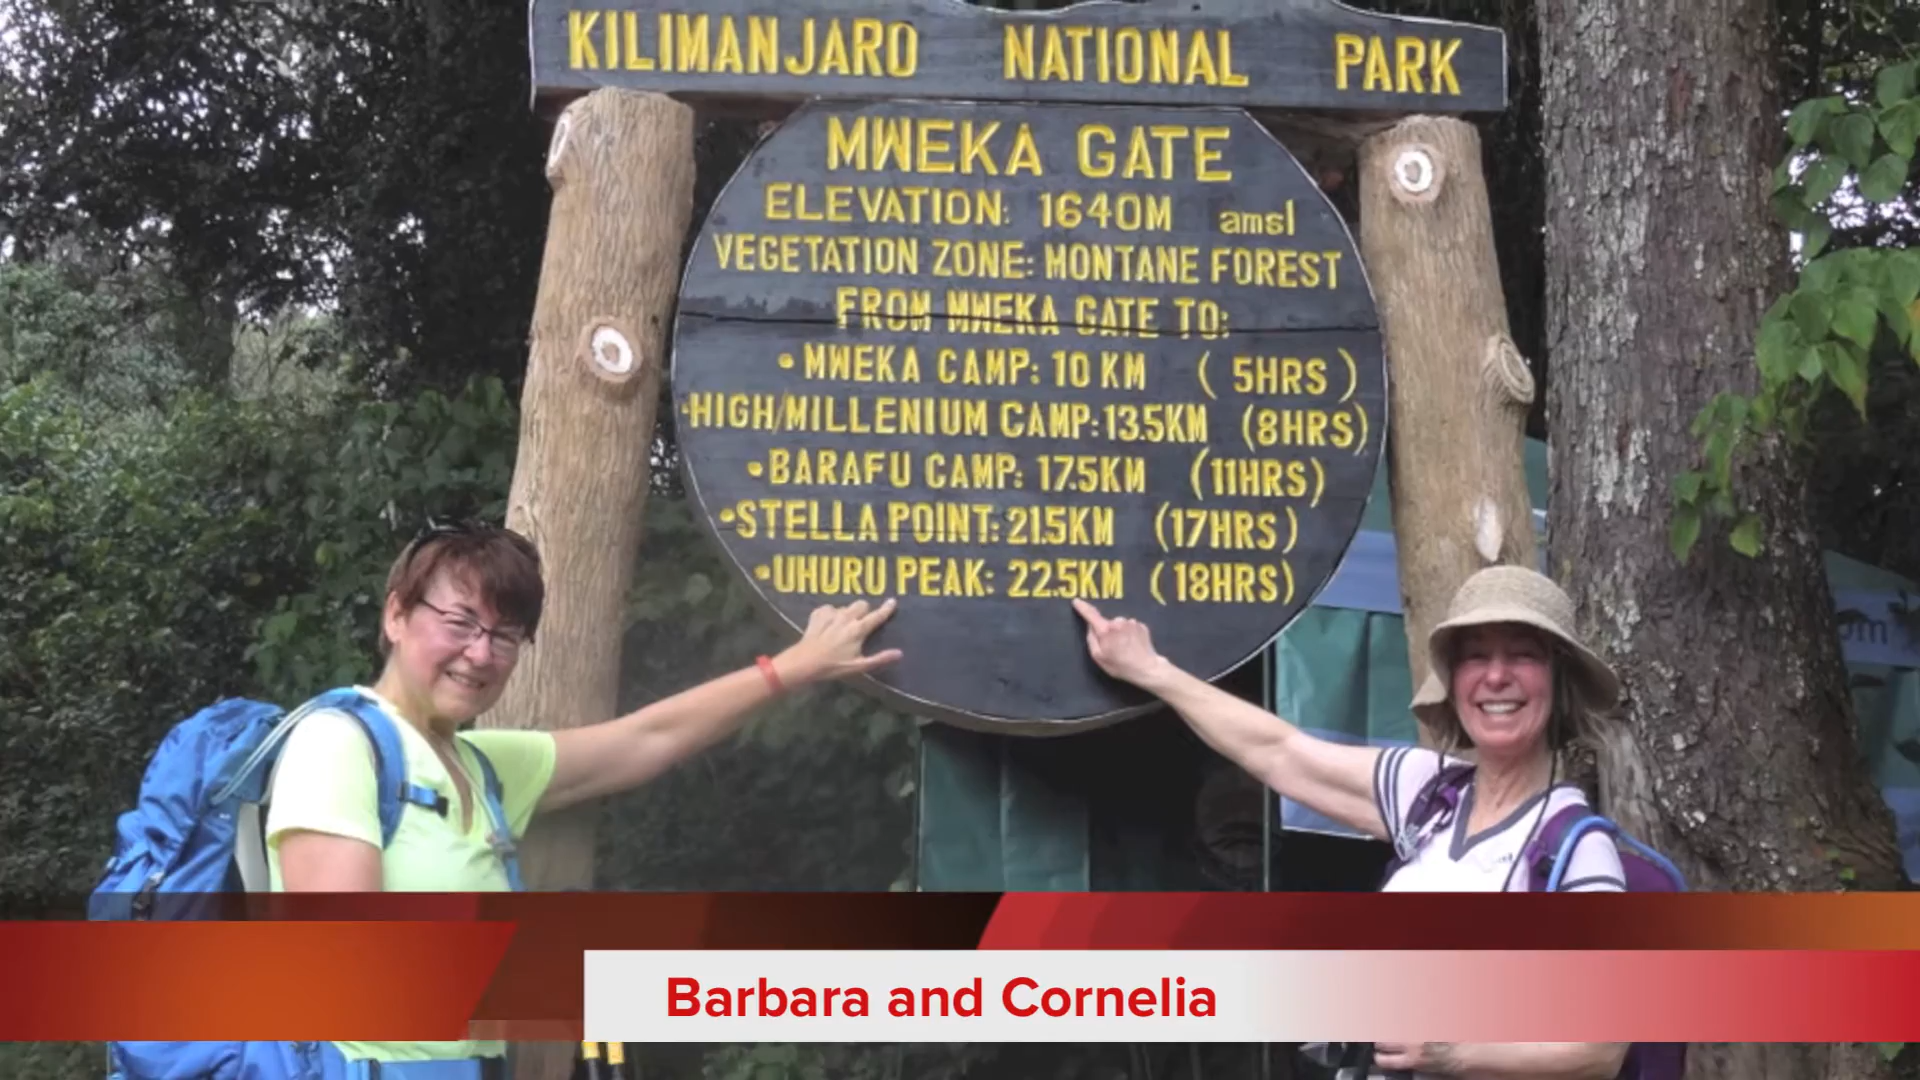 KILIMANJARO NATIONAL PARK
MWEKA GATE
ELEVATION: 1640M amsl
VEGETATION ZONE: MONTANE FOREST
FROM MWEKA GATE TO:
• MWEKA CAMP: 10 KM (5HRS)
•HIGH/MILLENIUM CAMP:13.5KM (8HRS)
•BARAFU CAMP: 17.5KM (11HRS)
•STELLA POINT: 21.5KM (17HRS)
•UHURU PEAK: 22.5KM (18HRS)
Barbara and Cornelia